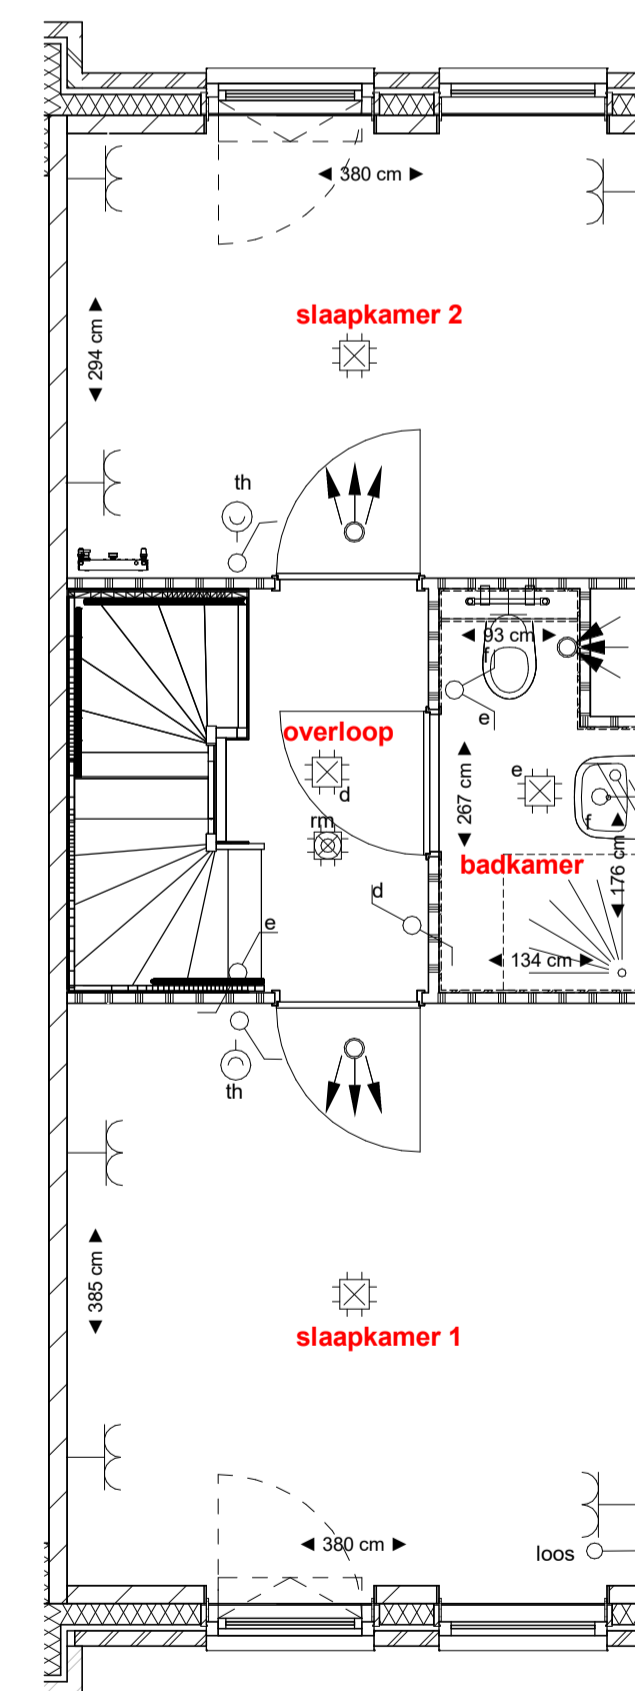 380 cm
slaapkamer 2
294 cm
th
93 cm
f
e
overloop
d
e
267 cm
f
rm
176 cm
badkamer
d
e
134 cm
th
385 cm
slaapkamer 1
380 cm
loos